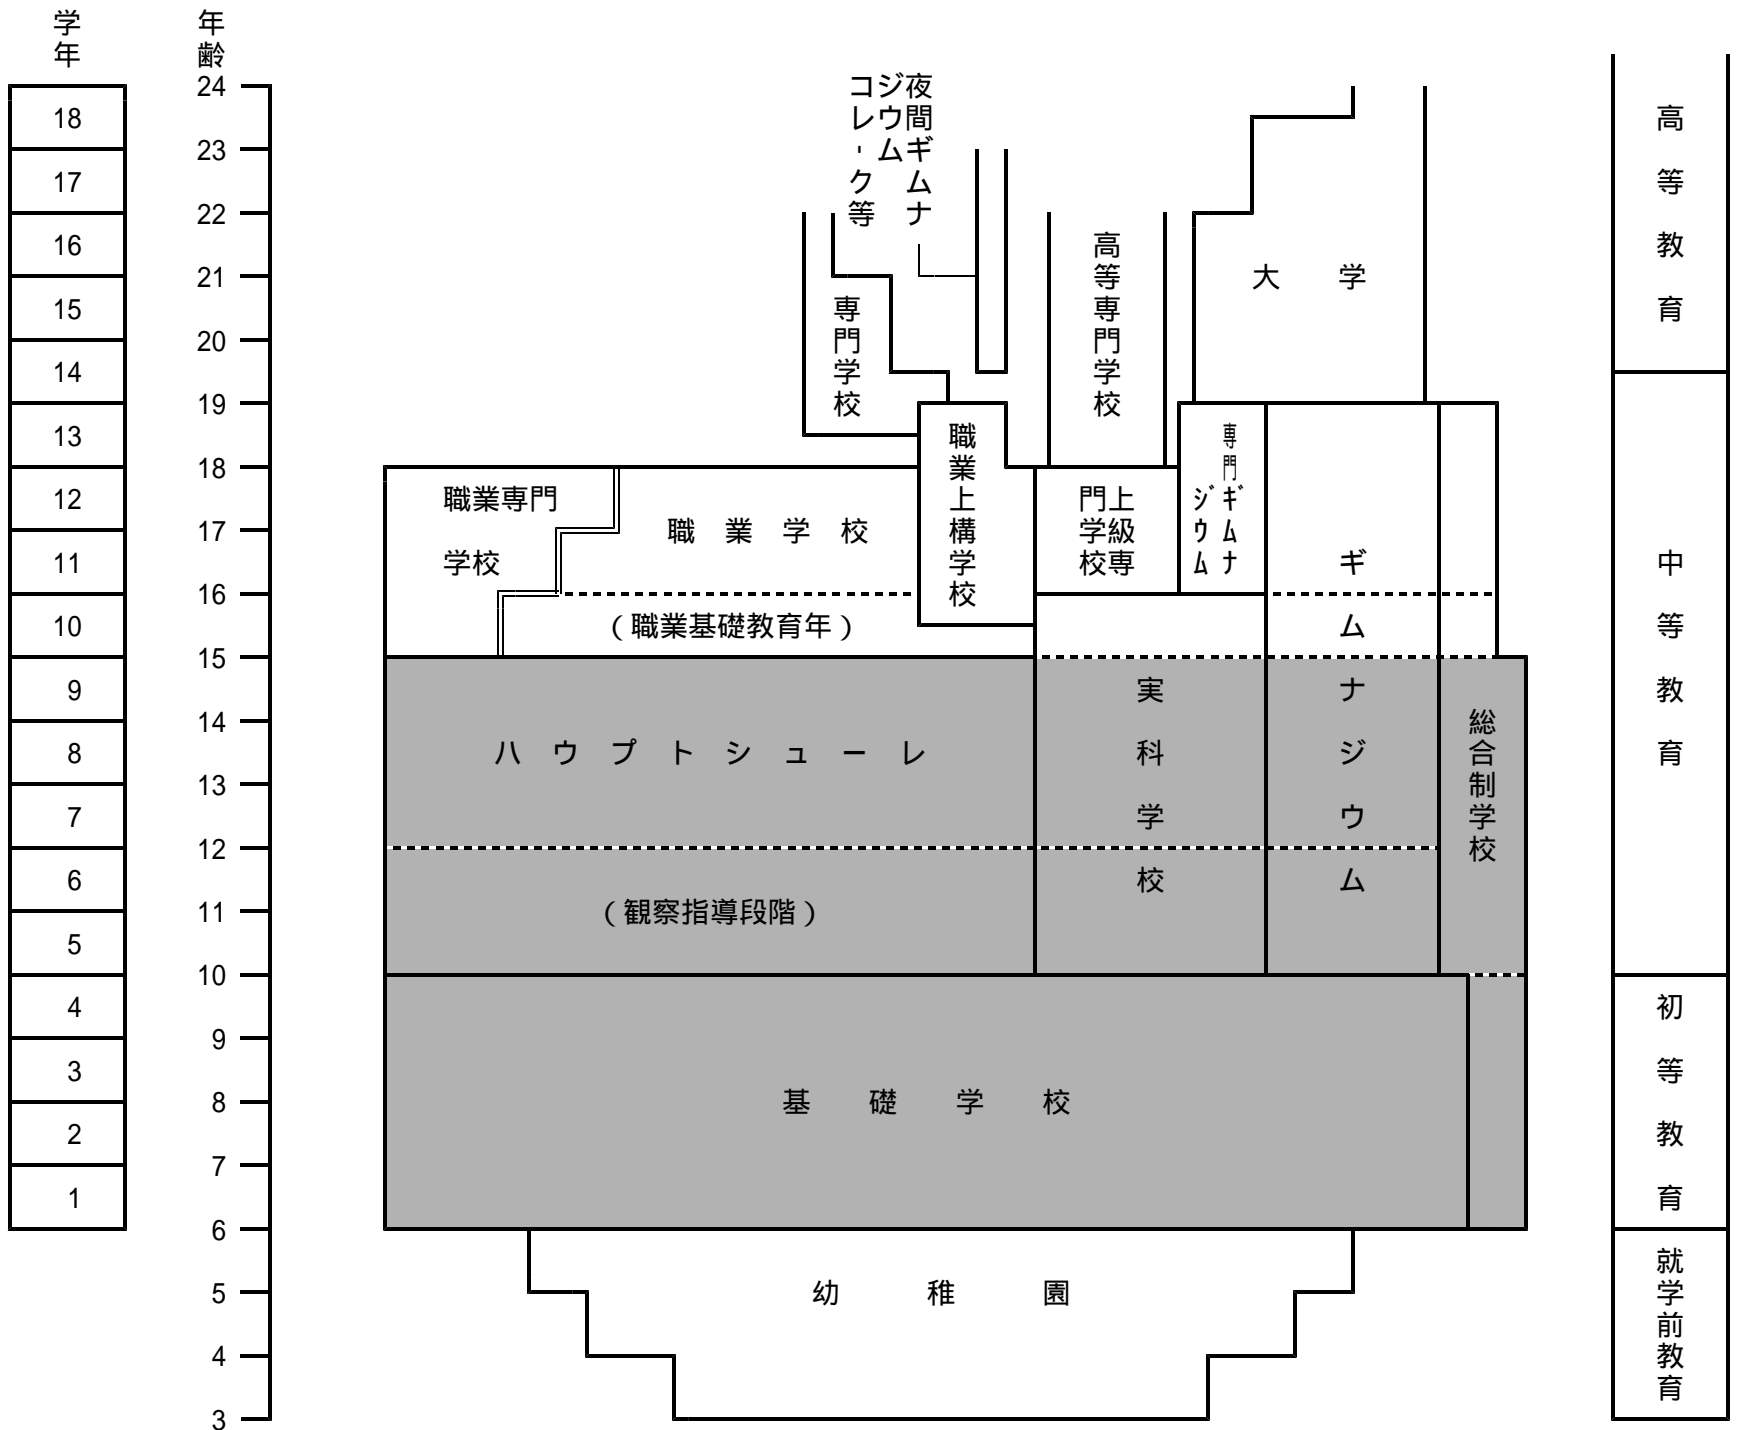 学年
18
17
16
15
14
13
12
11
10
9
8
7
6
5
4
3
2
1
年齢
24
23
22
21
20
19
18
17
16
15
14
13
12
11
10
9
8
7
6
5
4
3
夜間ギムナ
ジウム
コレーク等
専門学校
高等専門学校
大学
職業専門
学校
職業学校
(職業基礎教育年)
職業上構学校
上級専
門学校
専門ギムナ
ジウム
ギムナジウム
実科学校
総合制学校
ハウプトシューレ
(観察指導段階)
基礎学校
幼稚園
高等教育
中等教育
初等教育
就学前教育